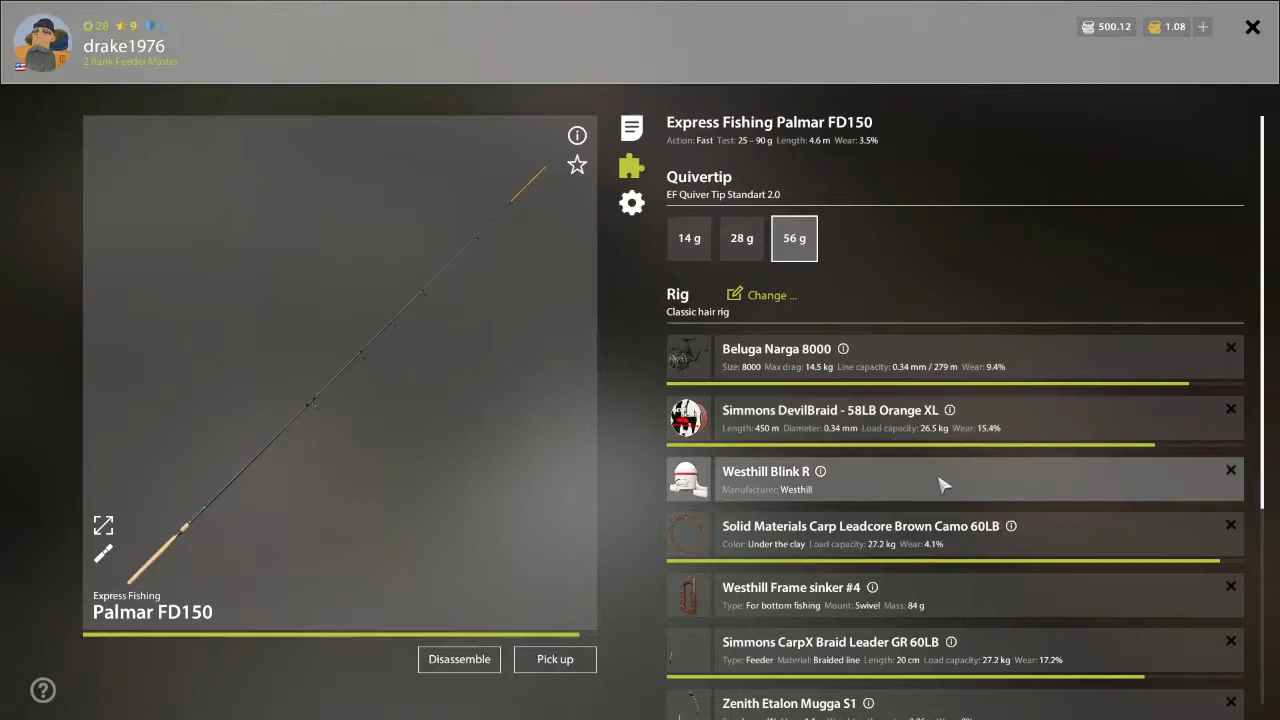 28 9
500.12 1.08 +
drake1976
2 Rank Feeder Master
Express Fishing Palmar FD150
Action: Fast Test: 25 – 90 g Length: 4.6 m Wear: 3.5%
Quivertip
EF Quiver Tip Standart 2.0
14 g 28 g 56 g
Rig Change ...
Classic hair rig
Beluga Narga 8000
Size: 8000 Max drag: 14.5 kg Line capacity: 0.34 mm / 279 m Wear: 9.4%
Simmons DevilBraid - 58LB Orange XL
Length: 450 m Diameter: 0.34 mm Load capacity: 26.5 kg Wear: 15.4%
Westhill Blink R
Manufacturer: Westhill
Solid Materials Carp Leadcore Brown Camo 60LB
Color: Under the clay Load capacity: 27.2 kg Wear: 4.1%
Westhill Frame sinker #4
Type: For bottom fishing Mount: Swivel Mass: 84 g
Simmons CarpX Braid Leader GR 60LB
Type: Feeder Material: Braided line Length: 20 cm Load capacity: 27.2 kg Wear: 17.2%
Zenith Etalon Mugga S1
Express Fishing
Palmar FD150
Disassemble Pick up